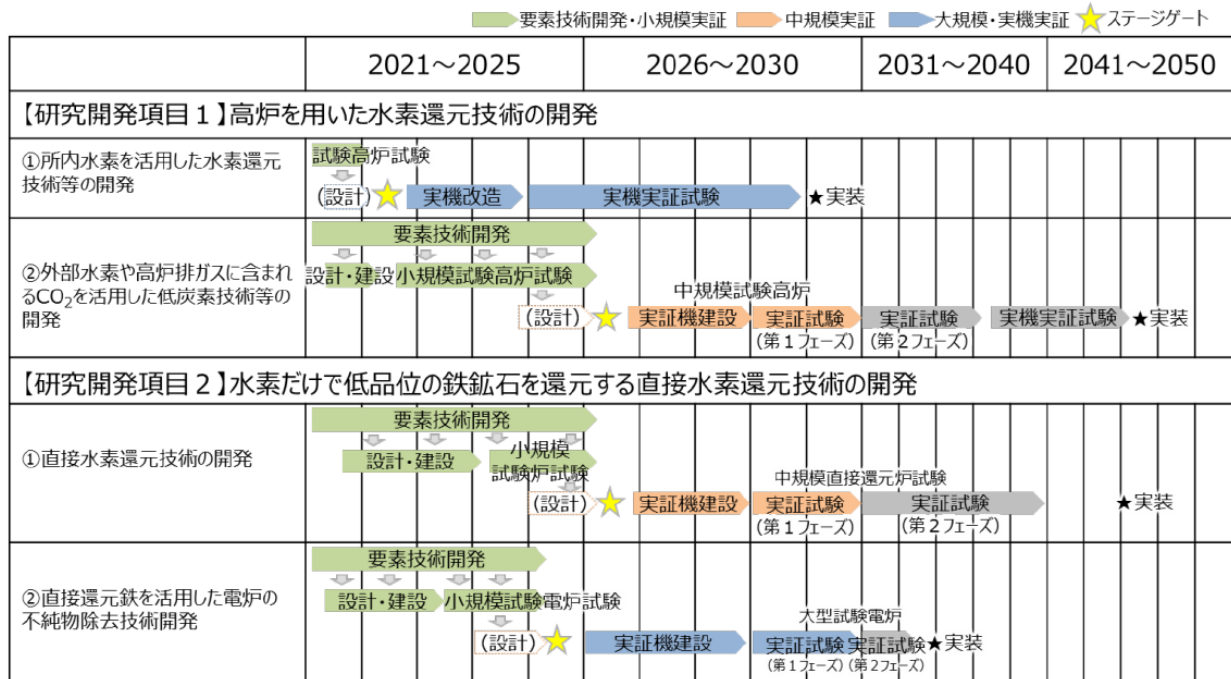 要素技術開発・小規模実証 中規模実証 大規模・実機実証 ステージゲート
2021～2025 2026～2030 2031～2040 2041～2050
【研究開発項目１】高炉を用いた水素還元技術の開発
①所内水素を活用した水素還元
技術等の開発
試験高炉試験
(設計) 実機改造 実機実証試験 ★実装
②外部水素や高炉排ガスに含まれ
るCO₂を活用した低炭素技術等の
開発
要素技術開発
設計・建設 小規模試験高炉試験
中規模試験高炉
(設計) 実証機建設 実証試験 実証試験 実機実証試験 ★実装
(第１フェーズ) (第２フェーズ)
【研究開発項目２】水素だけで低品位の鉄鉱石を還元する直接水素還元技術の開発
①直接水素還元技術の開発
要素技術開発
設計・建設 小規模
試験炉試験
中規模直接還元炉試験
(設計) 実証機建設 実証試験 実証試験 ★実装
(第１フェーズ) (第２フェーズ)
②直接還元鉄を活用した電炉の
不純物除去技術開発
要素技術開発
設計・建設 小規模試験電炉試験
大型試験電炉
(設計) 実証機建設 実証試験 実証試験 ★実装
(第１フェーズ) (第２フェーズ)